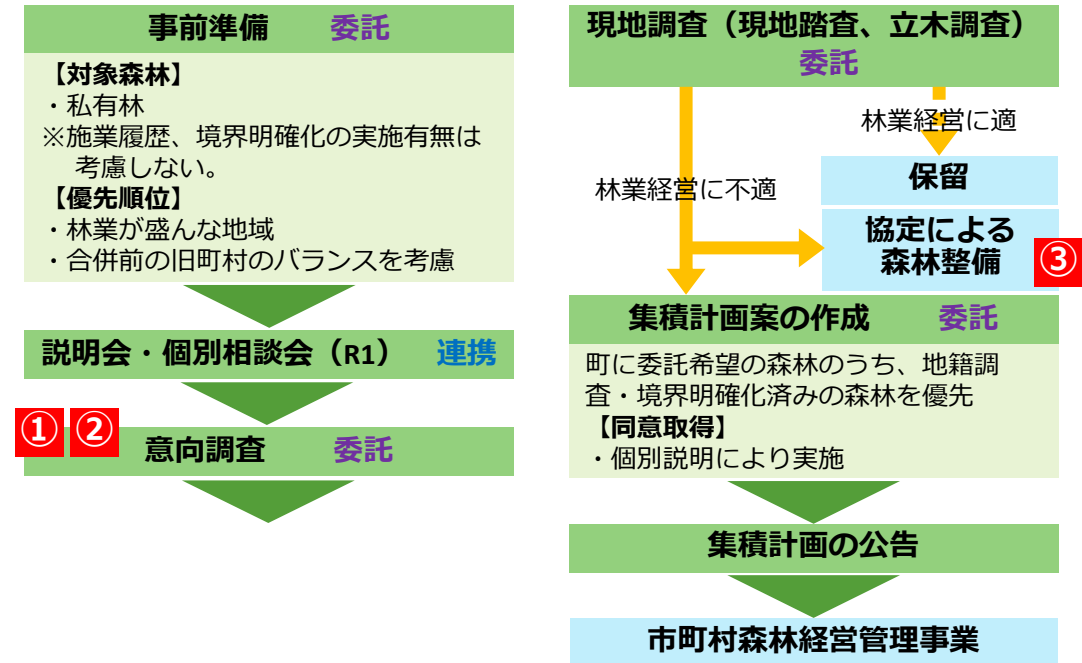 事前準備 委託
【対象森林】
・私有林
※施業履歴、境界明確化の実施有無は
考慮しない。
【優先順位】
・林業が盛んな地域
・合併前の旧町村のバランスを考慮
説明会・個別相談会（R1） 連携
① ②
意向調査 委託
現地調査（現地踏査、立木調査）
委託
林業経営に適
保留
林業経営に不適
協定による
森林整備
③
集積計画案の作成 委託
町に委託希望の森林のうち、地籍調
査・境界明確化済みの森林を優先
【同意取得】
・個別説明により実施
集積計画の公告
市町村森林経営管理事業